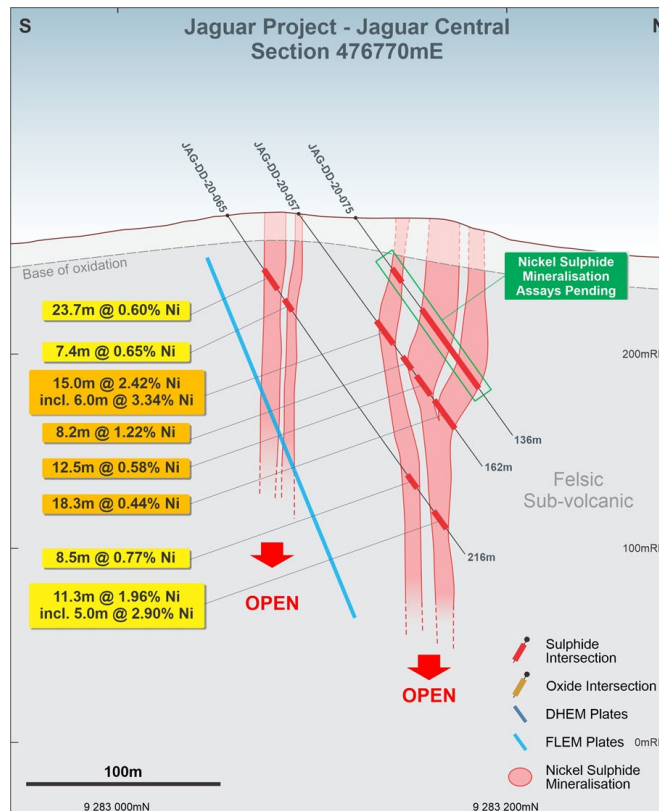 S
Jaguar Project - Jaguar Central
N
Section 476770mE
JAG-DD-20-065
JAG-DD-20-057
JAG-DD-20-075
Base of oxidation
Nickel Sulphide
Mineralisation
Assays Pending
23.7m @ 0.60% Ni
7.4m @ 0.65% Ni
200mRL
15.0m @ 2.42% Ni
incl. 6.0m @ 3.34% Ni
8.2m @ 1.22% Ni
136m
12.5m @ 0.58% Ni
162m
Felsic
Sub-volcanic
18.3m @ 0.44% Ni
8.5m @ 0.77% Ni
100mRL
216m
11.3m @ 1.96% Ni
incl. 5.0m @ 2.90% Ni
OPEN
OPEN
Sulphide
Intersection
Oxide Intersection
DHEM Plates
FLEM Plates
0mRL
Nickel Sulphide
Mineralisation
100m
9 283 000mN
9 283 200mN